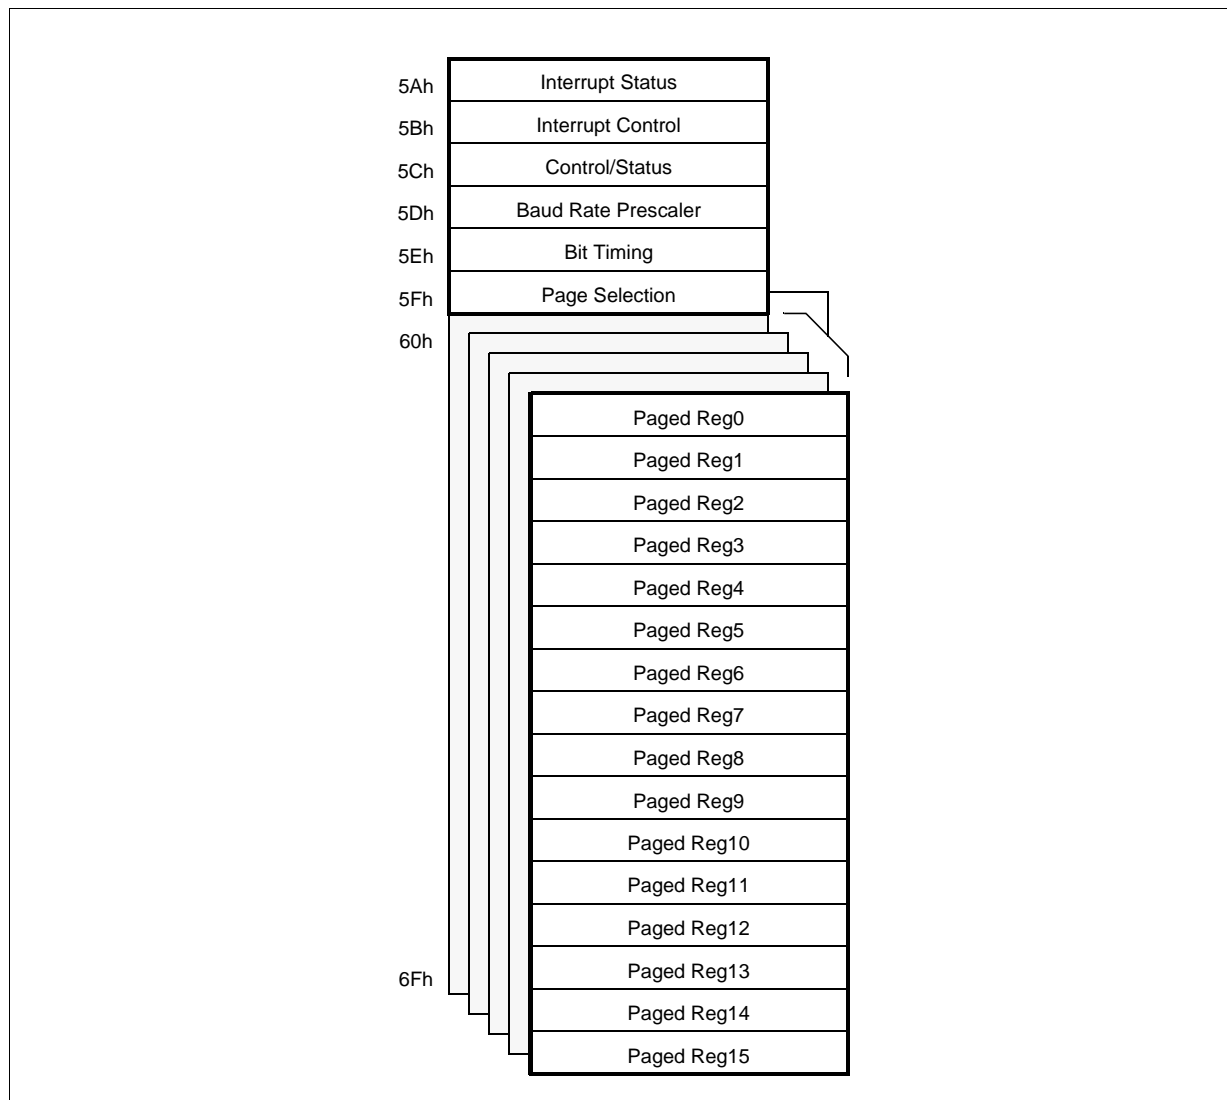 5Ah Interrupt Status
5Bh Interrupt Control
5Ch Control/Status
5Dh Baud Rate Prescaler
5Eh Bit Timing
5Fh Page Selection
60h
Paged Reg0
Paged Reg1
Paged Reg2
Paged Reg3
Paged Reg4
Paged Reg5
Paged Reg6
Paged Reg7
Paged Reg8
Paged Reg9
Paged Reg10
Paged Reg11
Paged Reg12
6Fh Paged Reg13
Paged Reg14
Paged Reg15